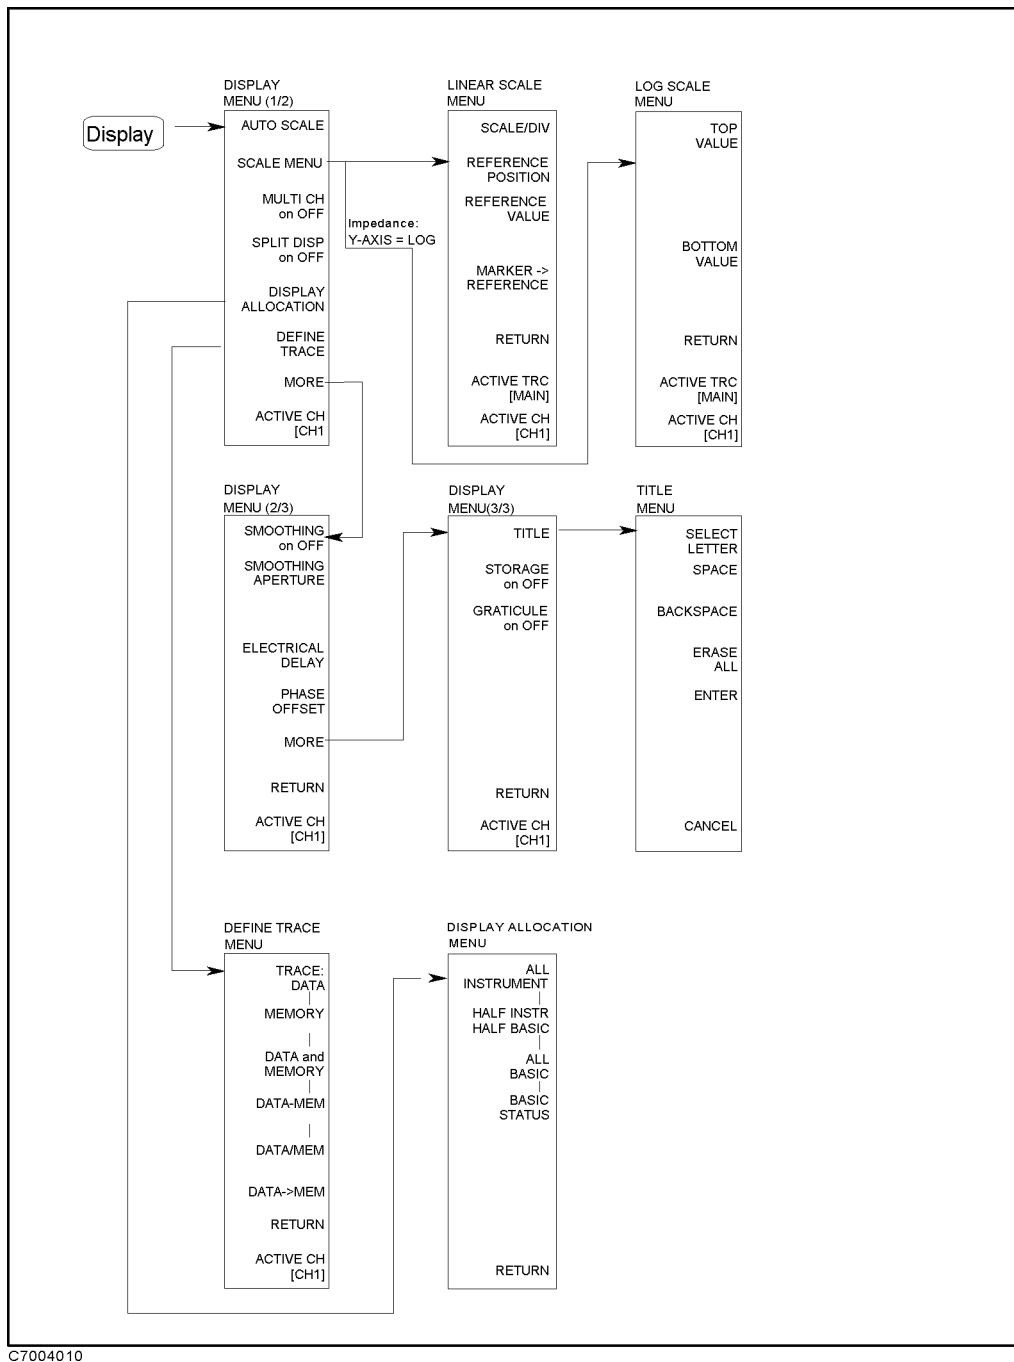 Display
DISPLAY
MENU (1/2)
AUTO SCALE
SCALE MENU
MULTI CH
on OFF
SPLIT DISP
on OFF
DISPLAY
ALLOCATION
DEFINE
TRACE
MORE
ACTIVE CH
[CH1
Impedance:
Y-AXIS = LOG
LINEAR SCALE
MENU
SCALE/DIV
REFERENCE
POSITION
REFERENCE
VALUE
MARKER ->
REFERENCE
RETURN
ACTIVE TRC
[MAIN]
ACTIVE CH
[CH1]
LOG SCALE
MENU
TOP
VALUE
BOTTOM
VALUE
RETURN
ACTIVE TRC
[MAIN]
ACTIVE CH
[CH1]
DISPLAY
MENU (2/3)
SMOOTHING
on OFF
SMOOTHING
APERTURE
ELECTRICAL
DELAY
PHASE
OFFSET
MORE
RETURN
ACTIVE CH
[CH1]
DISPLAY
MENU(3/3)
TITLE
STORAGE
on OFF
GRATICULE
on OFF
RETURN
ACTIVE CH
[CH1]
TITLE
MENU
SELECT
LETTER
SPACE
BACKSPACE
ERASE
ALL
ENTER
CANCEL
DEFINE TRACE
MENU
TRACE:
DATA
MEMORY
DATA and
MEMORY
DATA-MEM
DATA/MEM
DATA->MEM
RETURN
ACTIVE CH
[CH1]
DISPLAY ALLOCATION
MENU
ALL
INSTRUMENT
HALF INSTR
HALF BASIC
ALL
BASIC
BASIC
STATUS
RETURN
C7004010